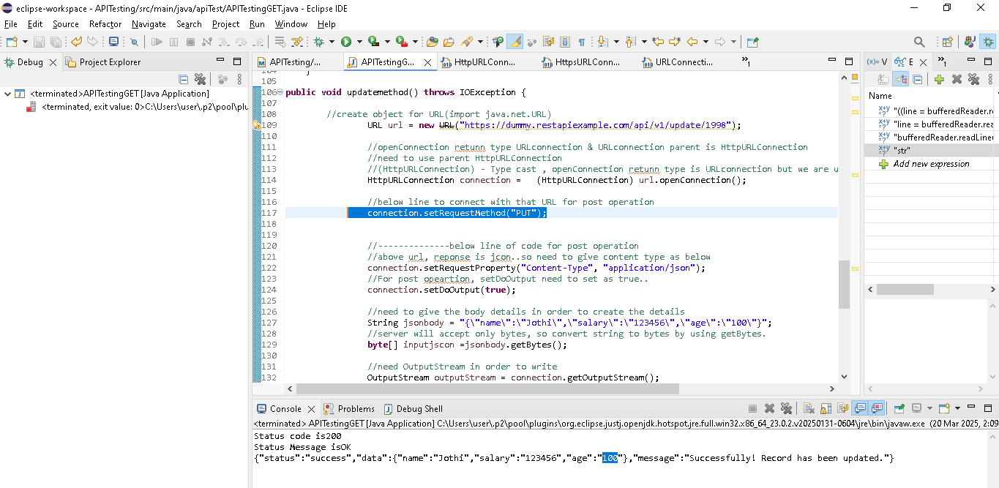 eclipse-workspace - APITesting/src/main/java/apiTest/APITestingGET.java - Eclipse IDE
File Edit Source Refactor Navigate Search Project Run Window Help
Debug Project Explorer
<terminated>APITestingGET [Java Application]
<terminated, exit value: 0>C:\Users\user\.p2\pool\plu
APITesting/... APITestingG... HttpURLConn... HttpsURLConn... URLConnecti... »1
104 }
105
106 public void updatemethod() throws IOException {
107
108 //create object for URL(import java.net.URL)
109 URL url = new URL("https://dummy.restapiexample.com/api/v1/update/1998");
110
111 //openConnection retunn type URLconnection & URLconnection parent is HttpURLConnection
112 //need to use parent HttpURLConnection
113 //(HttpURLConnection) - Type cast , openConnection retunn type is URLconnection but we are u
114 HttpURLConnection connection = (HttpURLConnection) url.openConnection();
115
116 //below line to connect with that URL for post operation
117 connection.setRequestMethod("PUT");
118
119
120 //--------------below line of code for post operation
121 //above url, reponse is jcon..so need to give content type as below
122 connection.setRequestProperty("Content-Type", "application/json");
123 //For post opeartion, setDoOutput need to set as true..
124 connection.setDoOutput(true);
125
126 //need to give the body details in order to create the details
127 String jsonbody = "{\"name\":\"Jothi\",\"salary\":\"123456\",\"age\":\"100\"}";
128 //server will accept only bytes, so convert string to bytes by using getBytes.
129 byte[] inputjscon =jsonbody.getBytes();
130
131 //need OutputStream in order to write
132 OutputStream outputStream = connection.getOutputStream();
(x)= V E »1
Name
"((line = bufferedReader.r
"line = bufferedReader.rea
"bufferedReader.readLine(
"str"
Add new expression
Console Problems Debug Shell
<terminated> APITestingGET [Java Application] C:\Users\user\.p2\pool\plugins\org.eclipse.justj.openjdk.hotspot.jre.full.win32.x86_64_23.0.2.v20250131-0604\jre\bin\javaw.exe (20 Mar 2025, 2:09
Status code is200
Status Message isOK
{"status":"success","data":{"name":"Jothi","salary":"123456","age":"100"},"message":"Successfully! Record has been updated."}